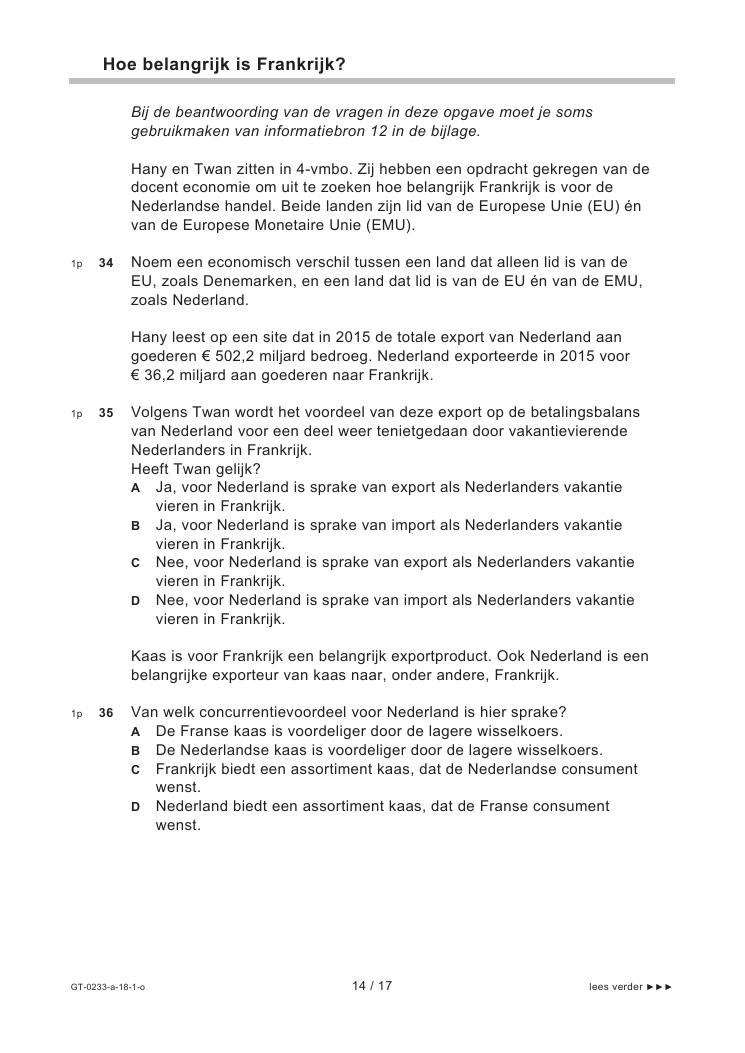 Hoe belangrijk is Frankrijk?
Bij de beantwoording van de vragen in deze opgave moet je soms
gebruikmaken van informatiebron 12 in de bijlage.
Hany en Twan zitten in 4-vmbo. Zij hebben een opdracht gekregen van de
docent economie om uit te zoeken hoe belangrijk Frankrijk is voor de
Nederlandse handel. Beide landen zijn lid van de Europese Unie (EU) én
van de Europese Monetaire Unie (EMU).
1p 34 Noem een economisch verschil tussen een land dat alleen lid is van de
EU, zoals Denemarken, en een land dat lid is van de EU én van de EMU,
zoals Nederland.
Hany leest op een site dat in 2015 de totale export van Nederland aan
goederen € 502,2 miljard bedroeg. Nederland exporteerde in 2015 voor
€ 36,2 miljard aan goederen naar Frankrijk.
1p 35 Volgens Twan wordt het voordeel van deze export op de betalingsbalans
van Nederland voor een deel weer tenietgedaan door vakantievierende
Nederlanders in Frankrijk.
Heeft Twan gelijk?
A Ja, voor Nederland is sprake van export als Nederlanders vakantie
vieren in Frankrijk.
B Ja, voor Nederland is sprake van import als Nederlanders vakantie
vieren in Frankrijk.
C Nee, voor Nederland is sprake van export als Nederlanders vakantie
vieren in Frankrijk.
D Nee, voor Nederland is sprake van import als Nederlanders vakantie
vieren in Frankrijk.
Kaas is voor Frankrijk een belangrijk exportproduct. Ook Nederland is een
belangrijke exporteur van kaas naar, onder andere, Frankrijk.
1p 36 Van welk concurrentievoordeel voor Nederland is hier sprake?
A De Franse kaas is voordeliger door de lagere wisselkoers.
B De Nederlandse kaas is voordeliger door de lagere wisselkoers.
C Frankrijk biedt een assortiment kaas, dat de Nederlandse consument
wenst.
D Nederland biedt een assortiment kaas, dat de Franse consument
wenst.
GT-0233-a-18-1-o 14 / 17 lees verder ►►►